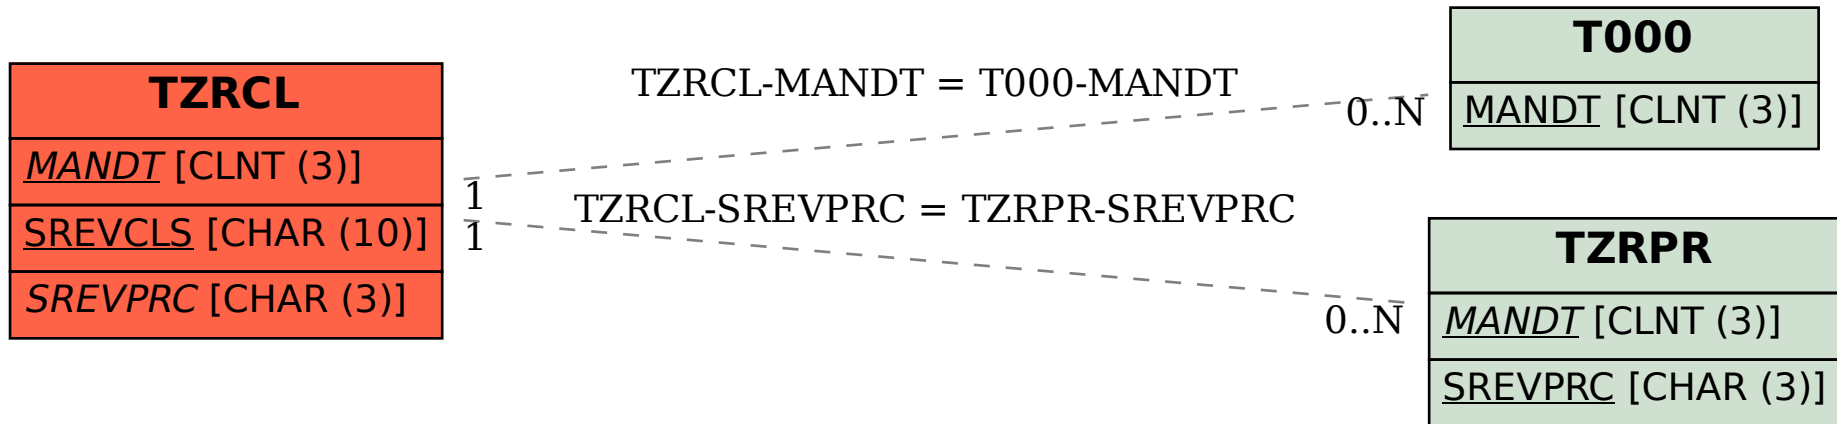 TZRCL
MANDT [CLNT (3)]
SREVCLS [CHAR (10)]
SREVPRC [CHAR (3)]
TZRCL-MANDT = T000-MANDT
0..N
1
TZRCL-SREVPRC = TZRPR-SREVPRC
1
0..N
T000
MANDT [CLNT (3)]
TZRPR
MANDT [CLNT (3)]
SREVPRC [CHAR (3)]